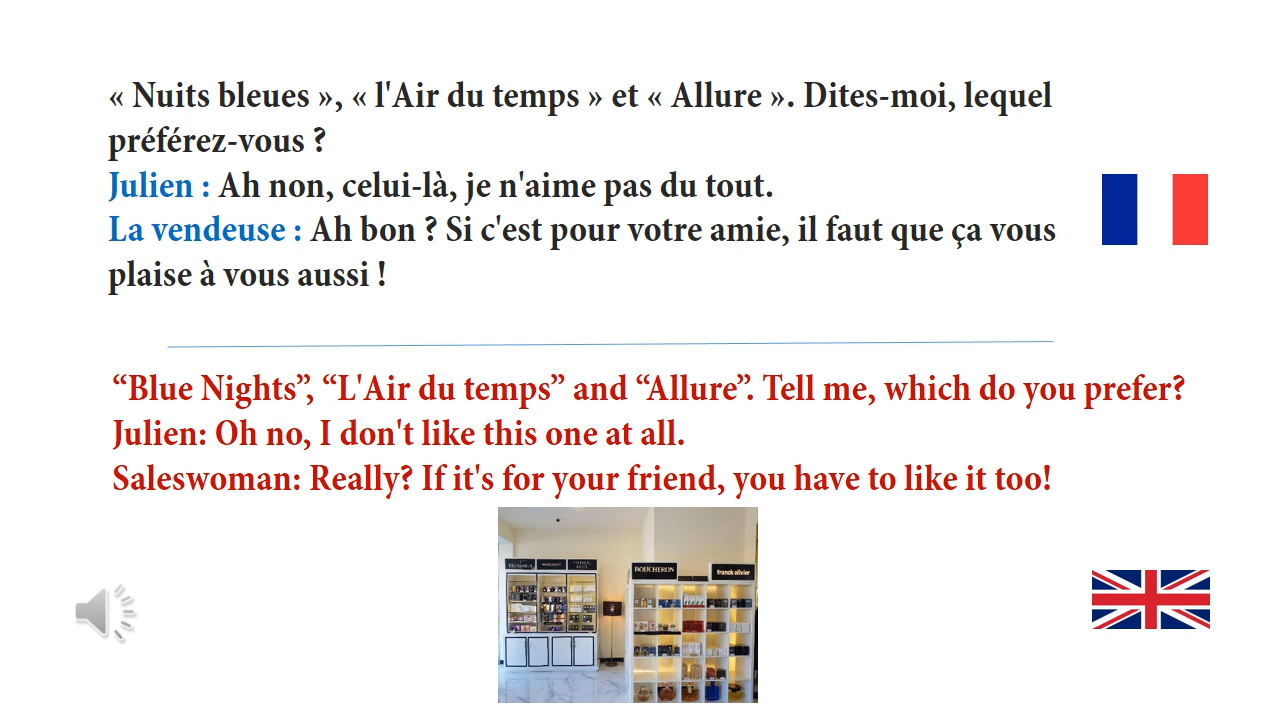 « Nuits bleues », « l'Air du temps » et « Allure ». Dites-moi, lequel
préférez-vous ?
Julien : Ah non, celui-là, je n'aime pas du tout.
La vendeuse : Ah bon ? Si c'est pour votre amie, il faut que ça vous
plaise à vous aussi !
“Blue Nights”, “L'Air du temps” and “Allure”. Tell me, which do you prefer?
Julien: Oh no, I don't like this one at all.
Saleswoman: Really? If it's for your friend, you have to like it too!
BOUCHERON
franck olivier